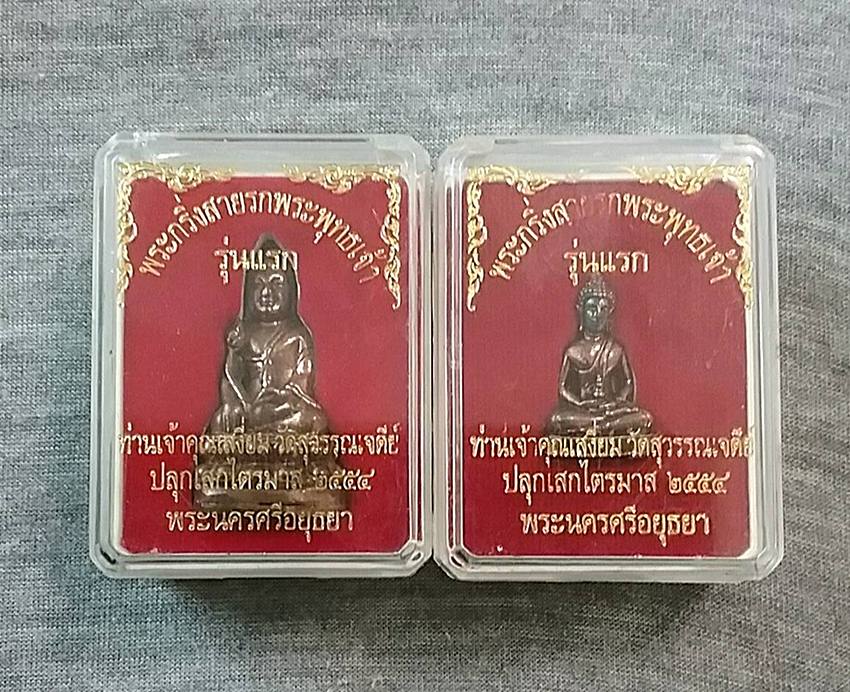 พระกริ่งสายรกพระพุทธเจ้า
รุ่นแรก
ท่านเจ้าคุณเสงี่ยม วัดสุวรรณเจดีย์
ปลุกเสกไตรมาส ๒๕๕๔
พระนครศรีอยุธยา
พระกริ่งสายรกพระพุทธเจ้า
รุ่นแรก
ท่านเจ้าคุณเสงี่ยม วัดสุวรรณเจดีย์
ปลุกเสกไตรมาส ๒๕๕๔
พระนครศรีอยุธยา